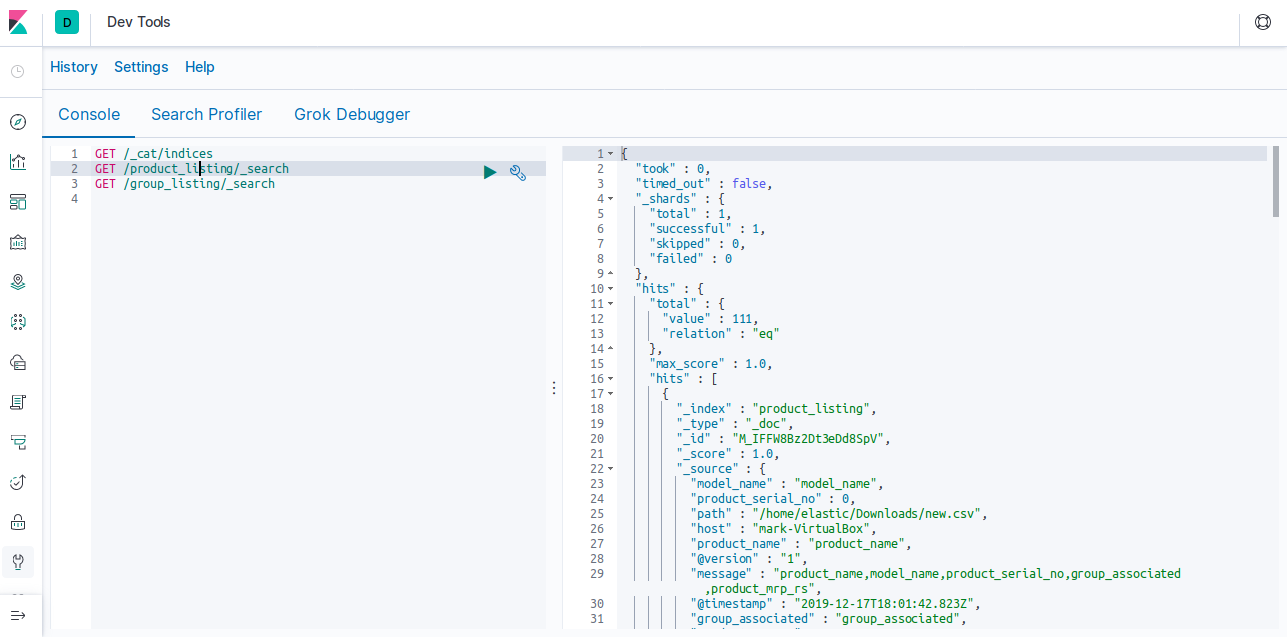 D Dev Tools
History Settings Help
Console Search Profiler Grok Debugger
1 GET /_cat/indices
2 GET /product_listing/_search
3 GET /group_listing/_search
4
1 {
2 "took" : 0,
3 "timed_out" : false,
4 "_shards" : {
5 "total" : 1,
6 "successful" : 1,
7 "skipped" : 0,
8 "failed" : 0
9 },
10 "hits" : {
11 "total" : {
12 "value" : 111,
13 "relation" : "eq"
14 },
15 "max_score" : 1.0,
16 "hits" : [
17 {
18 "_index" : "product_listing",
19 "_type" : "_doc",
20 "_id" : "M_IFFW8Bz2Dt3eDd8SpV",
21 "_score" : 1.0,
22 "_source" : {
23 "model_name" : "model_name",
24 "product_serial_no" : 0,
25 "path" : "/home/elastic/Downloads/new.csv",
26 "host" : "mark-VirtualBox",
27 "product_name" : "product_name",
28 "@version" : "1",
29 "message" : "product_name,model_name,product_serial_no,group_associated
,product_mrp_rs",
30 "@timestamp" : "2019-12-17T18:01:42.823Z",
31 "group_associated" : "group_associated",